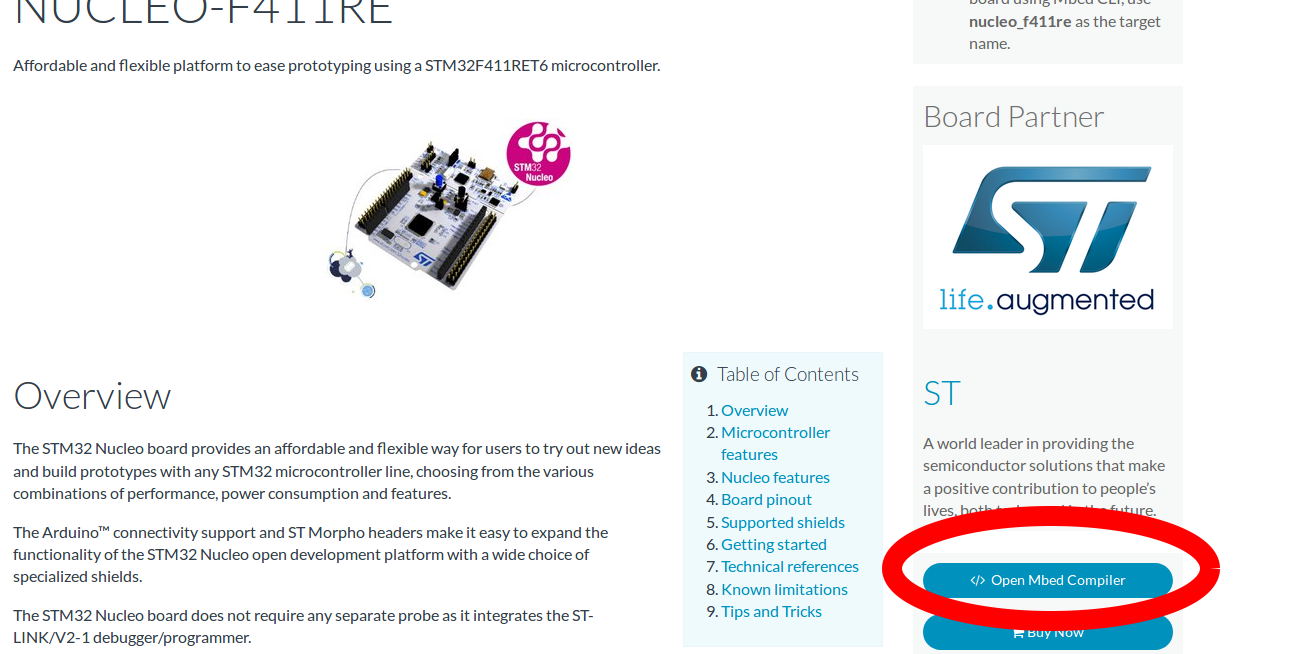 NUCLEO-F411RE
Affordable and flexible platform to ease prototyping using a STM32F411RET6 microcontroller.
STM32
Nucleo
ST
Overview
The STM32 Nucleo board provides an affordable and flexible way for users to try out new ideas
and build prototypes with any STM32 microcontroller line, choosing from the various
combinations of performance, power consumption and features.
The Arduino™ connectivity support and ST Morpho headers make it easy to expand the
functionality of the STM32 Nucleo open development platform with a wide choice of
specialized shields.
The STM32 Nucleo board does not require any separate probe as it integrates the ST-
LINK/V2-1 debugger/programmer.
Table of Contents
1. Overview
2. Microcontroller
features
3. Nucleo features
4. Board pinout
5. Supported shields
6. Getting started
7. Technical references
8. Known limitations
9. Tips and Tricks
board using Mbed CLI, use
nucleo_f411re as the target
name.
Board Partner
ST
life.augmented
ST
A world leader in providing the
semiconductor solutions that make
a positive contribution to people's
lives, both in the future.
</> Open Mbed Compiler
Buy Now